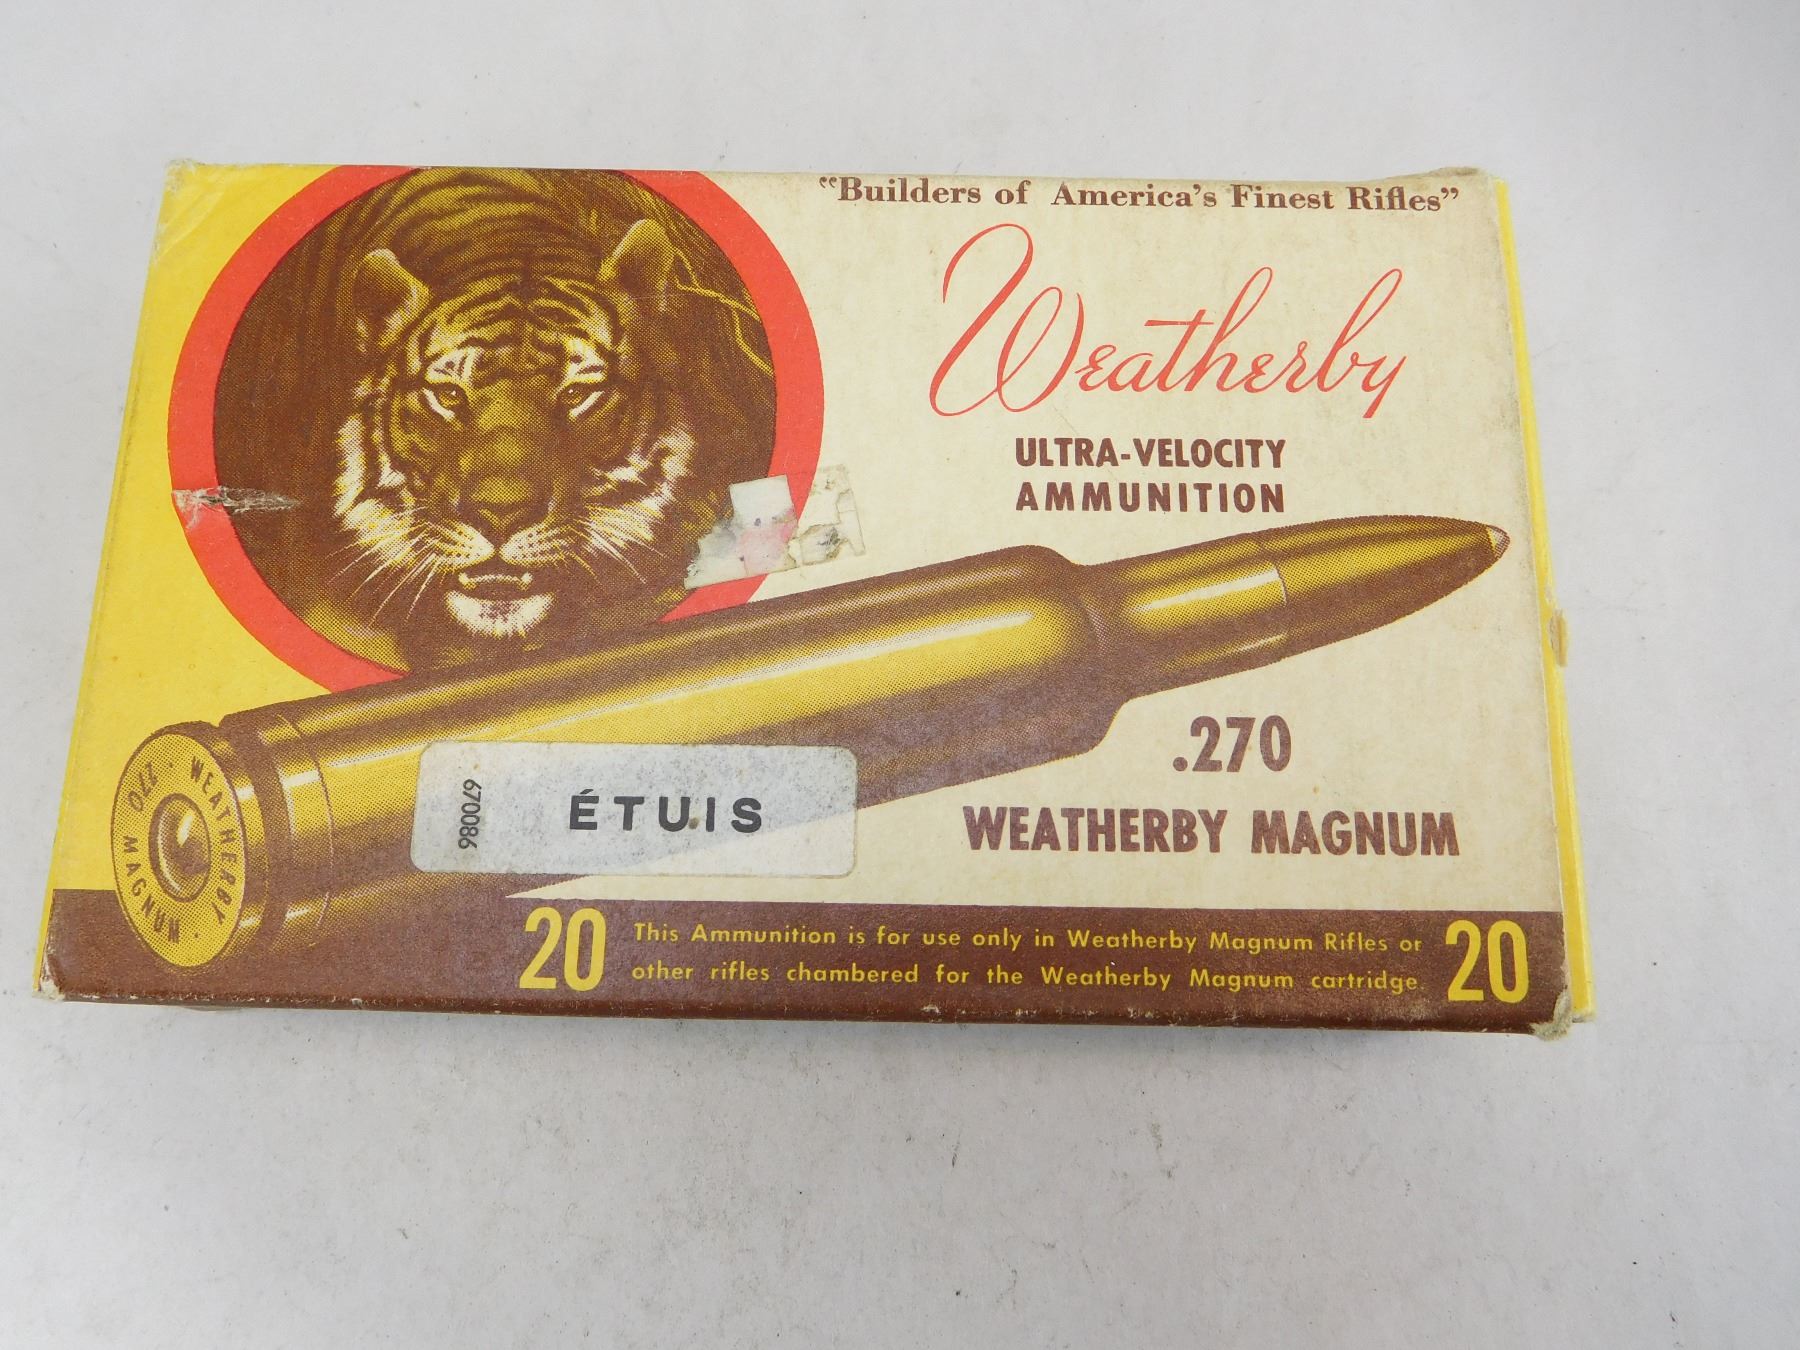 "Builders of America's Finest Rifles"
Weatherby
ULTRA-VELOCITY
AMMUNITION
.270
WEATHERBY MAGNUM
270 · WEATHERBY · MAGNUM
980049
ÉTUIS
20 This Ammunition is for use only in Weatherby Magnum Rifles or 20
other rifles chambered for the Weatherby Magnum cartridge.